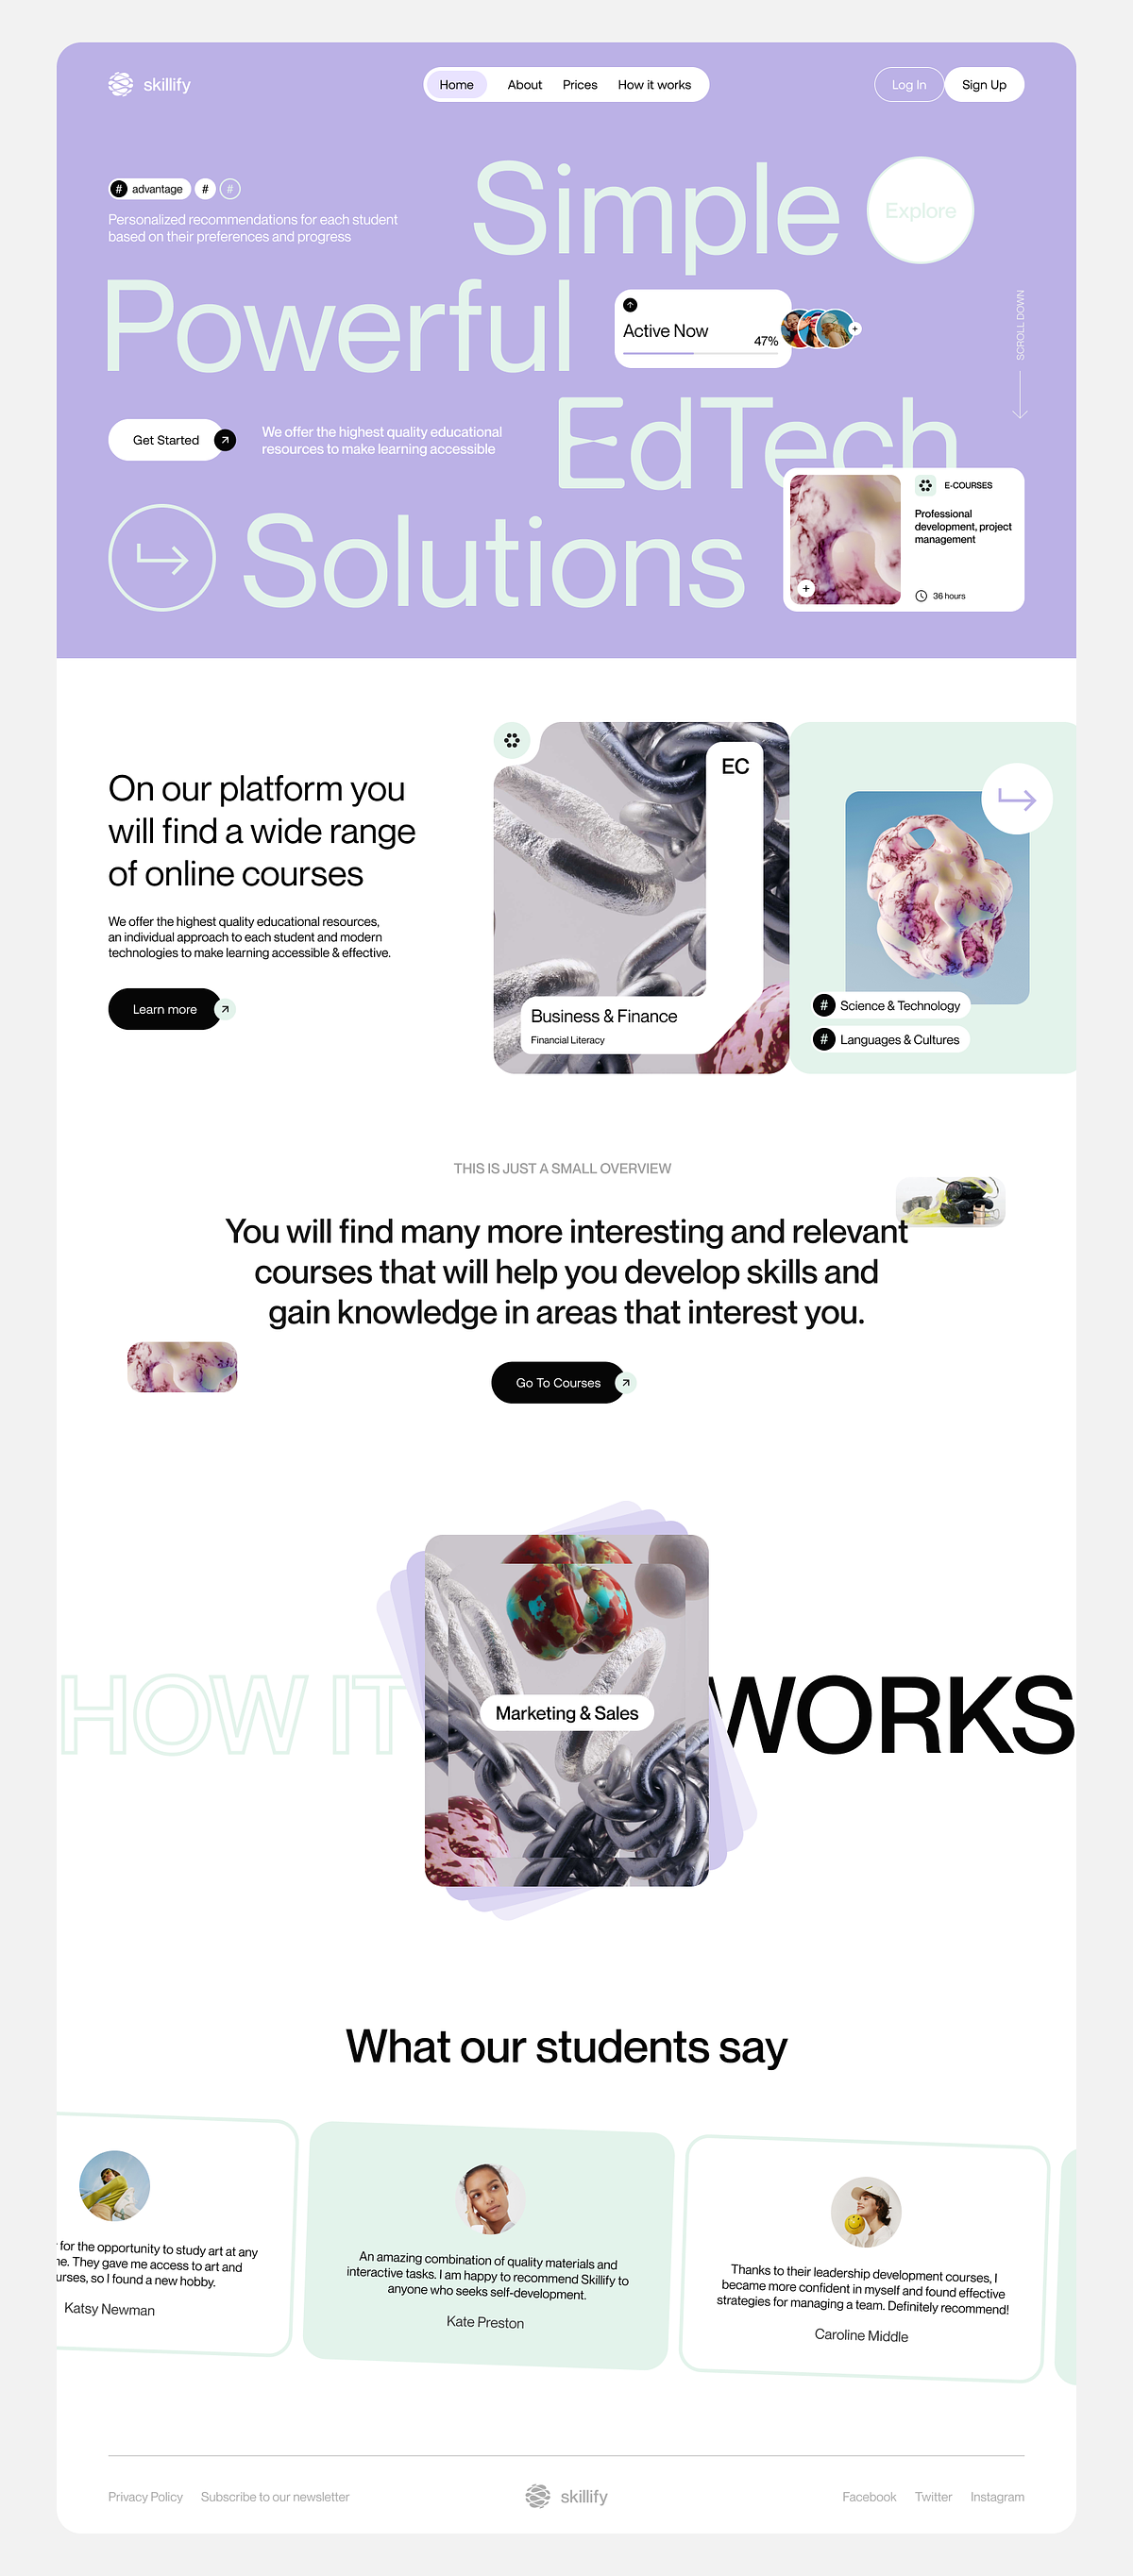 skillify
Home About Prices How it works
Log In Sign Up
# advantage # #
Personalized recommendations for each student
based on their preferences and progress
Simple
Explore
Powerful
Active Now
47%
SCROLL DOWN
EdTech
Get Started
We offer the highest quality educational
resources to make learning accessible
Solutions
E-COURSES
Professional
development, project
management
36 hours
On our platform you
will find a wide range
of online courses
We offer the highest quality educational resources,
an individual approach to each student and modern
technologies to make learning accessible & effective.
Learn more
EC
Business & Finance
Financial Literacy
# Science & Technology
# Languages & Cultures
THIS IS JUST A SMALL OVERVIEW
You will find many more interesting and relevant
courses that will help you develop skills and
gain knowledge in areas that interest you.
Go To Courses
HOW IT WORKS
Marketing & Sales
What our students say
for the opportunity to study art at any
They gave me access to art and
so I found a new hobby.
Katsy Newman
An amazing combination of quality materials and
interactive tasks. I am happy to recommend Skillify to
anyone who seeks self-development.
Kate Preston
Thanks to their leadership development courses, I
became more confident in myself and found effective
strategies for managing a team. Definitely recommend!
Caroline Middle
Privacy Policy Subscribe to our newsletter
skillify
Facebook Twitter Instagram